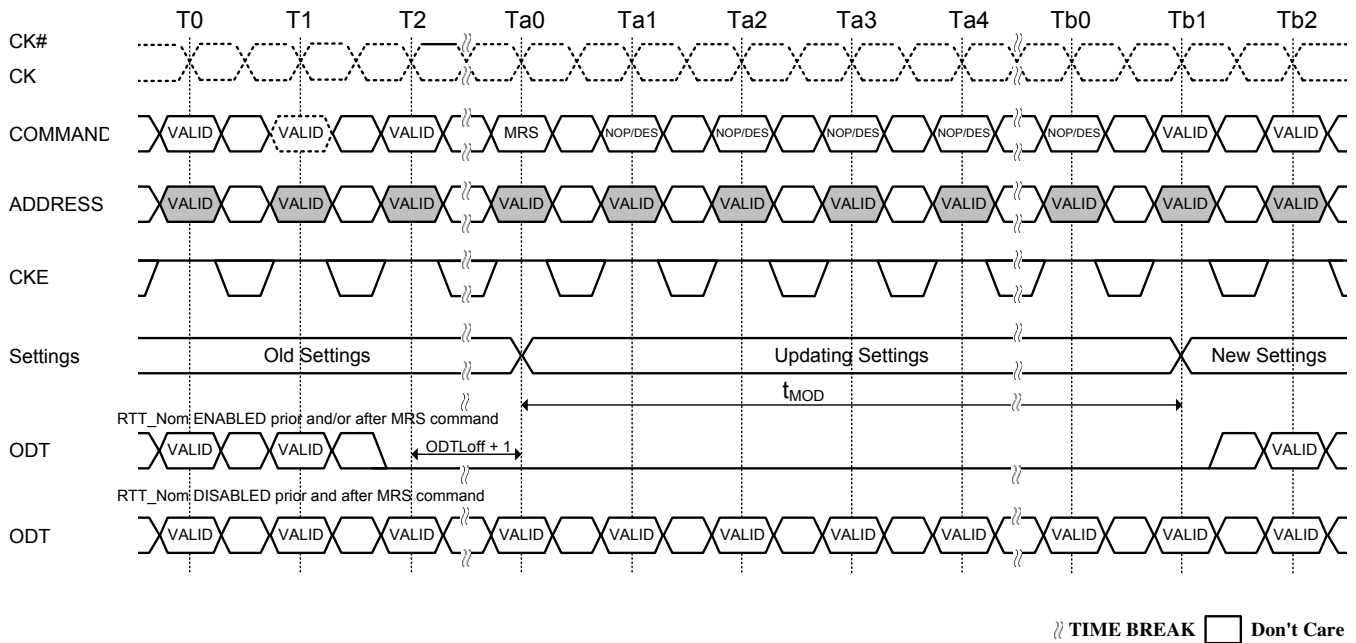 T0 T1 T2 Ta0 Ta1 Ta2 Ta3 Ta4 Tb0 Tb1 Tb2
CK#
CK
COMMAND VALID VALID VALID MRS NOP/DES NOP/DES NOP/DES NOP/DES NOP/DES VALID VALID
ADDRESS VALID VALID VALID VALID VALID VALID VALID VALID VALID VALID VALID
CKE
Settings Old Settings Updating Settings New Settings
tMOD
RTT_Nom ENABLED prior and/or after MRS command
ODT VALID VALID ODTLoff + 1 VALID
RTT_Nom DISABLED prior and after MRS command
ODT VALID VALID VALID VALID VALID VALID VALID VALID VALID VALID VALID
TIME BREAK Don't Care